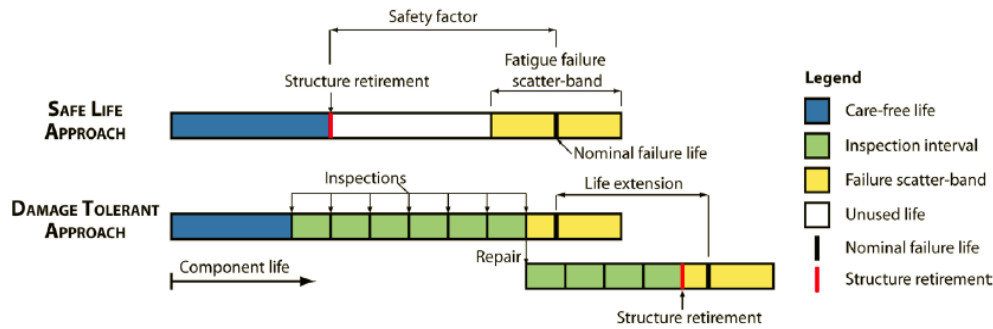 Safety factor
Fatigue failure
scatter-band
Structure retirement
SAFE LIFE
APPROACH
Nominal failure life
Inspections
Life extension
DAMAGE TOLERANT
APPROACH
Repair
Component life
Structure retirement
Legend
Care-free life
Inspection interval
Failure scatter-band
Unused life
Nominal failure life
Structure retirement